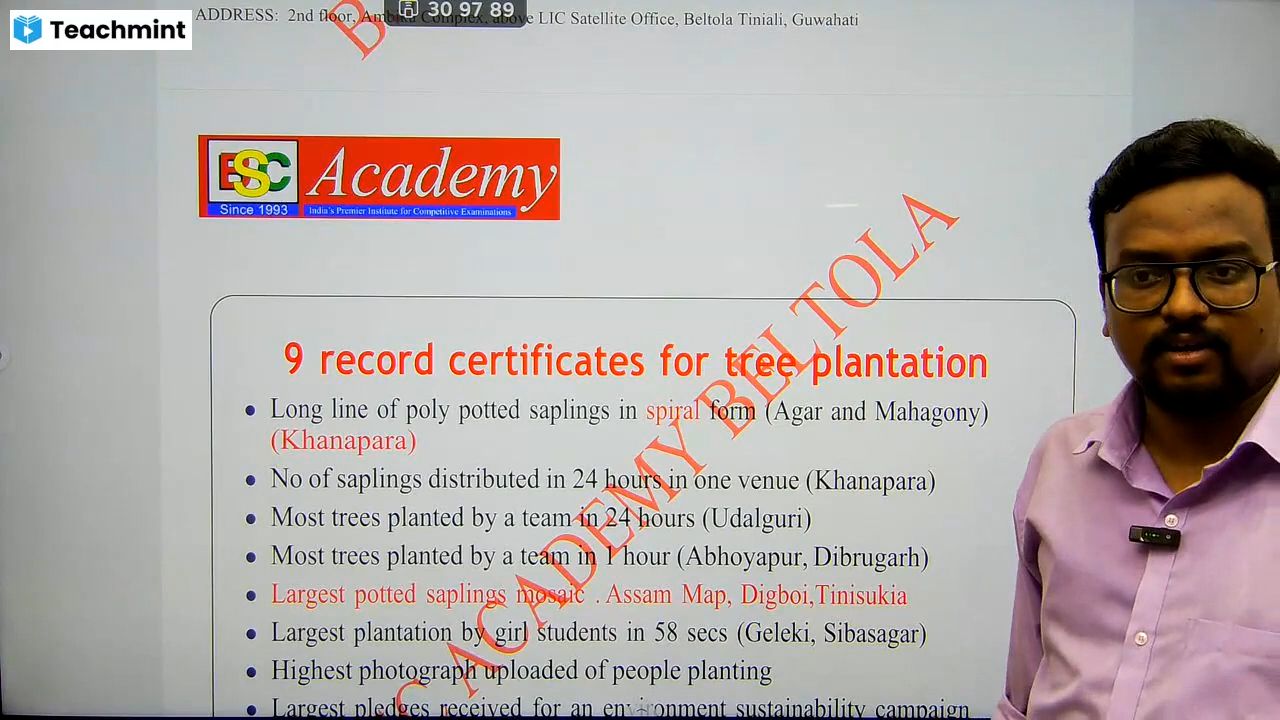 Teachmint
30 97 89
ADDRESS: 2nd floor, Ambika Complex, above LIC Satellite Office, Beltola Tiniali, Guwahati
BSC Academy
Since 1993 India's Premier Institute for Competitive Examinations
9 record certificates for tree plantation
• Long line of poly potted saplings in spiral form (Agar and Mahagony)
(Khanapara)
• No of saplings distributed in 24 hours in one venue (Khanapara)
• Most trees planted by a team in 24 hours (Udalguri)
• Most trees planted by a team in 1 hour (Abhoyapur, Dibrugarh)
• Largest potted saplings mosaic . Assam Map, Digboi,Tinisukia
• Largest plantation by girl students in 58 secs (Geleki, Sibasagar)
• Highest photograph uploaded of people planting
Largest pledges received for an environment sustainability campaign
B
C ACADEMY BELTOLA